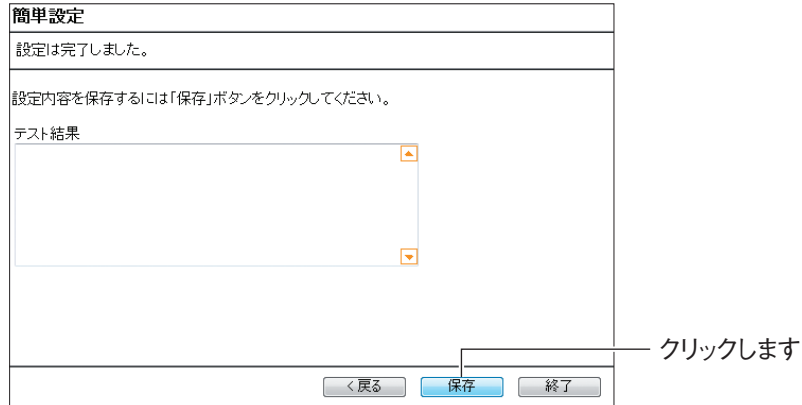 簡単設定
設定は完了しました。
設定内容を保存するには「保存」ボタンをクリックしてください。
テスト結果
クリックします
<戻る
保存
終了